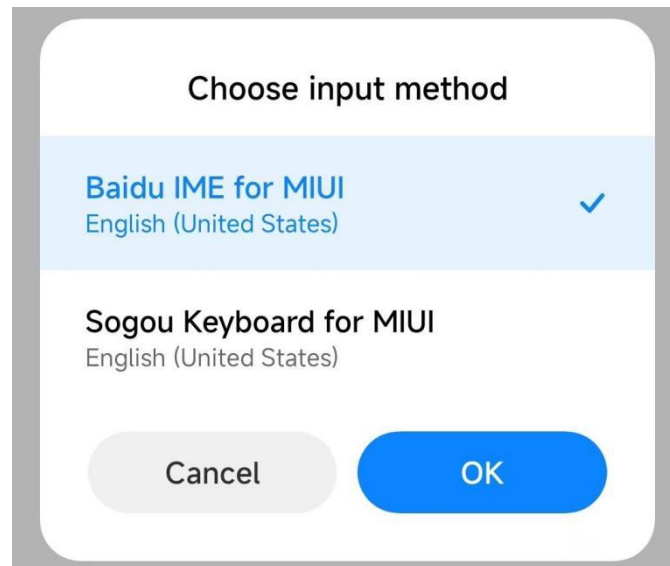 Choose input method
Baidu IME for MIUI
English (United States)
Sogou Keyboard for MIUI
English (United States)
Cancel
OK